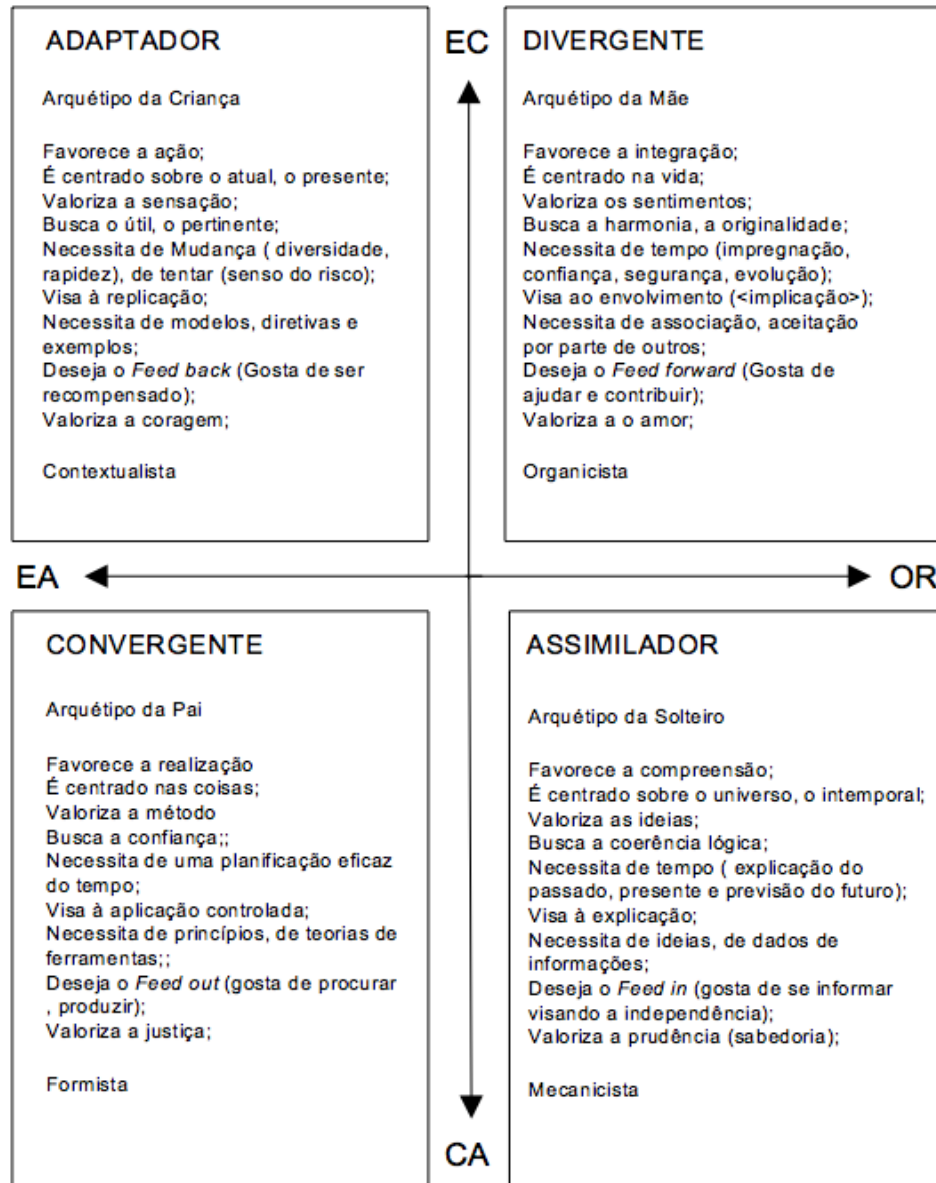 ADAPTADOR
Arquétipo da Criança
Favorece a ação;
É centrado sobre o atual, o presente;
Valoriza a sensação;
Busca o útil, o pertinente;
Necessita de Mudança ( diversidade,
rapidez), de tentar (senso do risco);
Visa à replicação;
Necessita de modelos, diretivas e
exemplos;
Deseja o Feed back (Gosta de ser
recompensado);
Valoriza a coragem;
Contextualista
EC
DIVERGENTE
Arquétipo da Mãe
Favorece a integração;
É centrado na vida;
Valoriza os sentimentos;
Busca a harmonia, a originalidade;
Necessita de tempo (impregnação,
confiança, segurança, evolução);
Visa ao envolvimento (<implicação>);
Necessita de associação, aceitação
por parte de outros;
Deseja o Feed forward (Gosta de
ajudar e contribuir);
Valoriza a o amor;
Organicista
EA
OR
CONVERGENTE
Arquétipo da Pai
Favorece a realização
É centrado nas coisas;
Valoriza a método
Busca a confiança;;
Necessita de uma planificação eficaz
do tempo;
Visa à aplicação controlada;
Necessita de princípios, de teorias de
ferramentas;;
Deseja o Feed out (gosta de procurar
, produzir);
Valoriza a justiça;
Formista
ASSIMILADOR
Arquétipo da Solteiro
Favorece a compreensão;
É centrado sobre o universo, o intemporal;
Valoriza as ideias;
Busca a coerência lógica;
Necessita de tempo ( explicação do
passado, presente e previsão do futuro);
Visa à explicação;
Necessita de ideias, de dados de
informações;
Deseja o Feed in (gosta de se informar
visando a independência);
Valoriza a prudência (sabedoria);
Mecanicista
CA